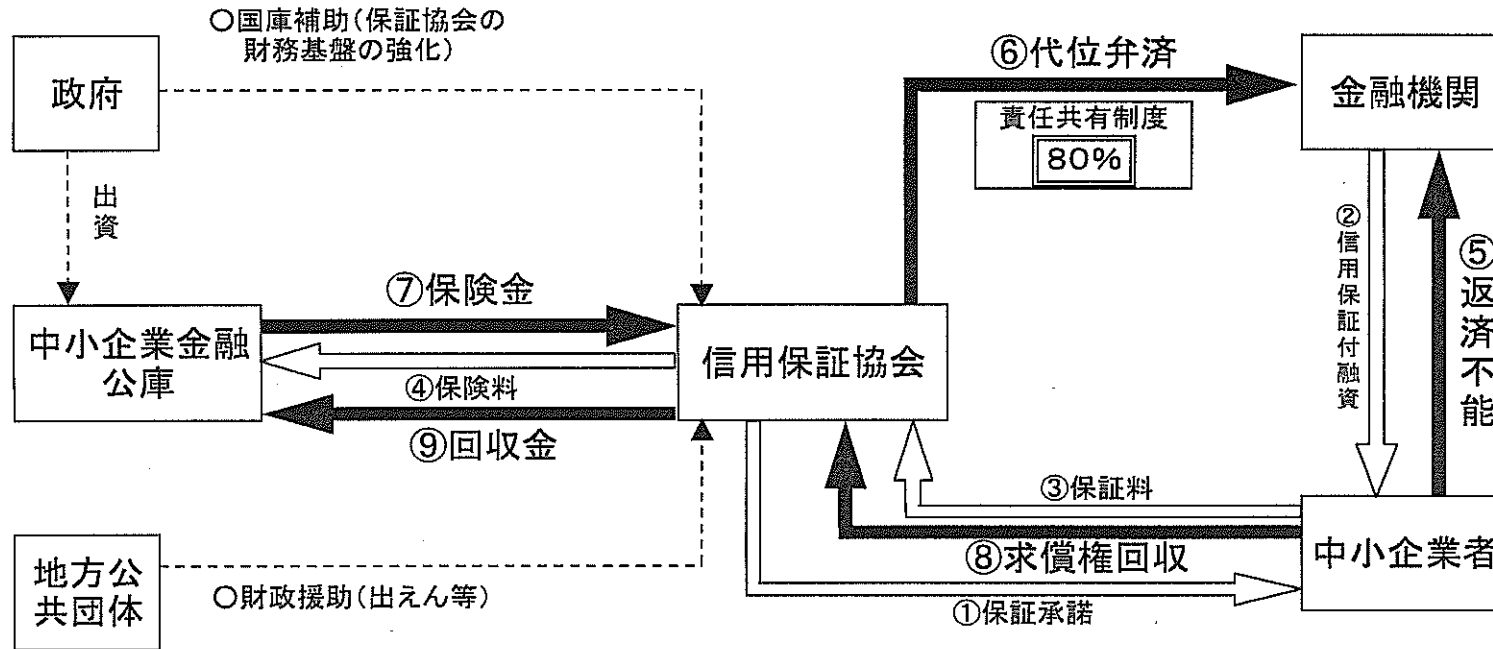 ○国庫補助(保証協会の
財務基盤の強化)
政府
出資
⑥代位弁済
責任共有制度
80%
金融機関
②信用保証付融資
⑤返済不能
⑦保険金
中小企業金融
公庫
④保険料
⑨回収金
信用保証協会
③保証料
⑧求償権回収
中小企業者
①保証承諾
地方公
共団体
○財政援助(出えん等)